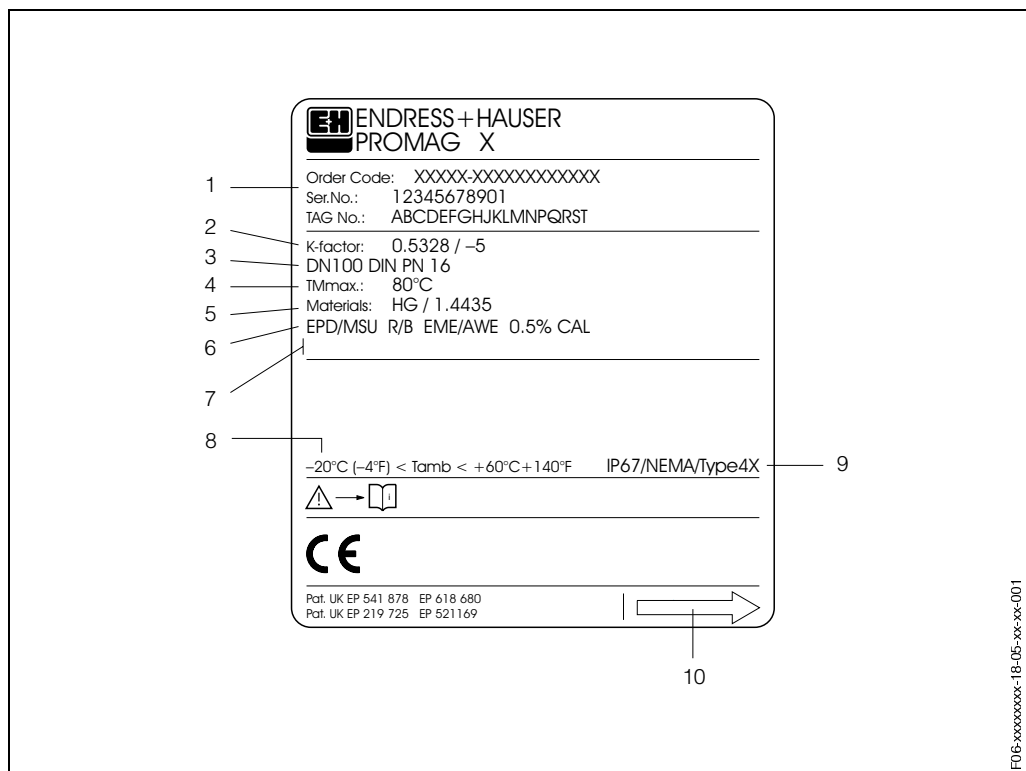 E+H ENDRESS+HAUSER
PROMAG X
1
Order Code: XXXXX-XXXXXXXXXXXX
Ser.No.: 12345678901
TAG No.: ABCDEFGHJKLMNPQRST
2
K-factor: 0.5328 / –5
3
DN100 DIN PN 16
4
TMmax.: 80°C
5
Materials: HG / 1.4435
6
EPD/MSU R/B EME/AWE 0.5% CAL
7
8
–20°C (–4°F) < Tamb < +60°C+140°F IP67/NEMA/Type4X
9
i
CE
Pat. UK EP 541 878 EP 618 680
Pat. UK EP 219 725 EP 521169
10
F06-xxxxxxxx-18-05-xx-xx-001